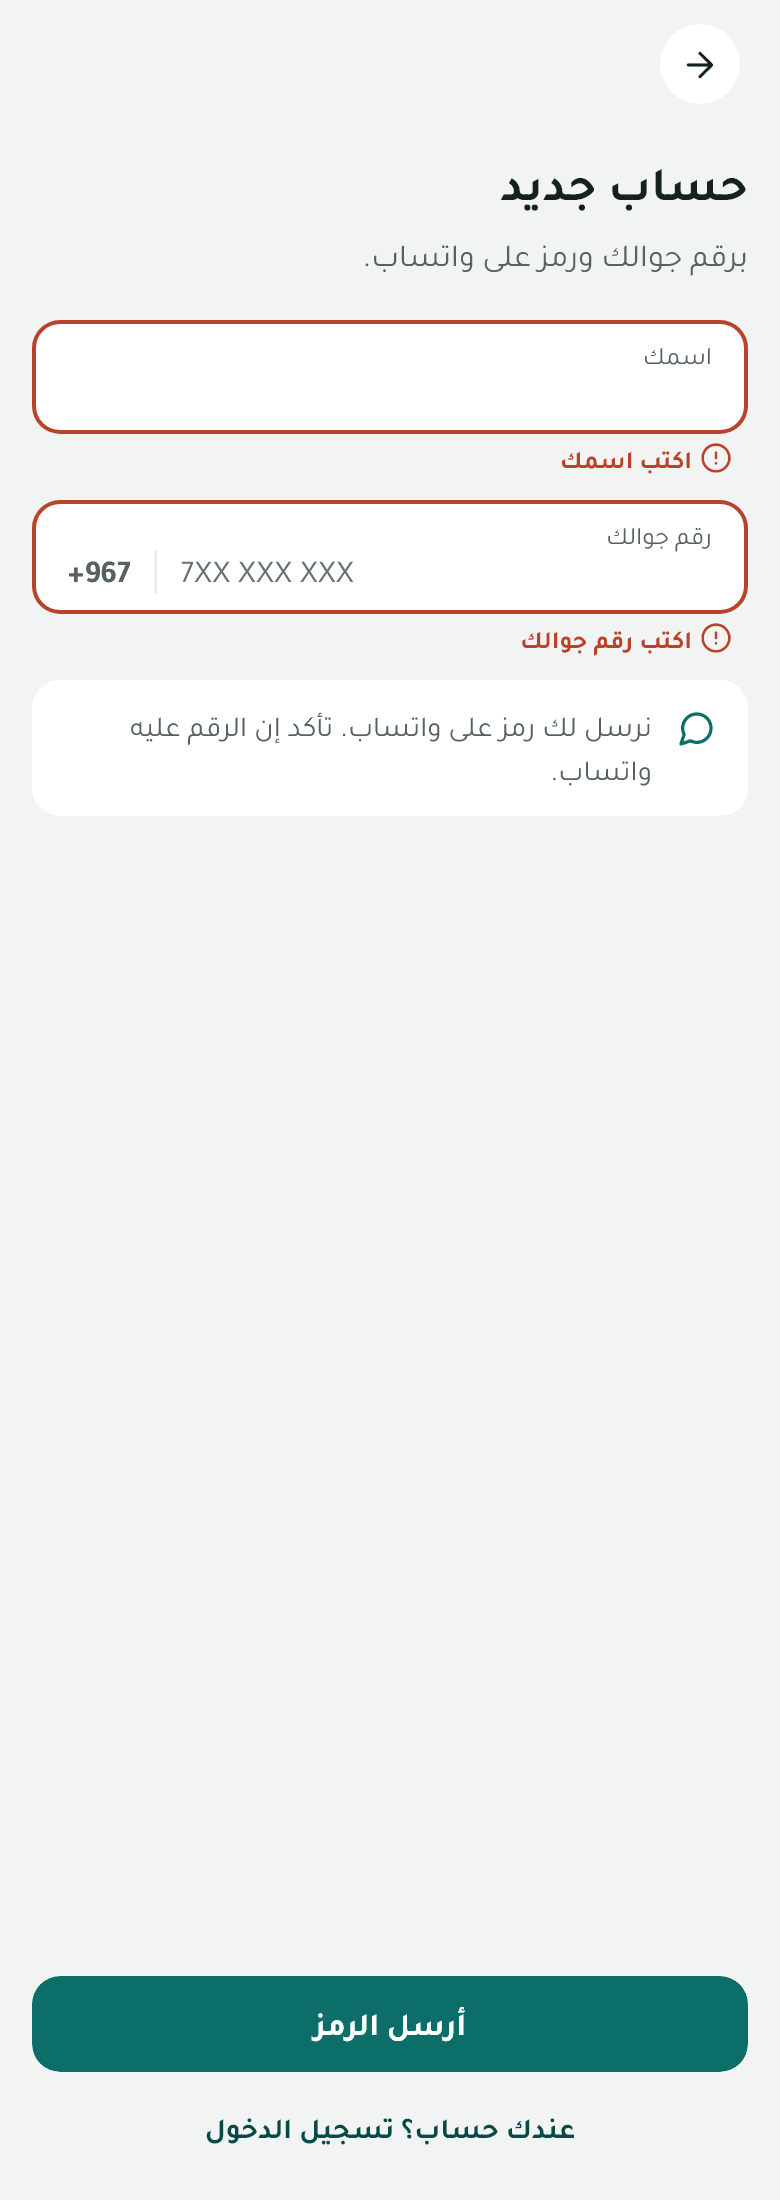 حساب جديد
برقم جوالك ورمز على واتساب.
اسمك
اكتب اسمك
رقم جوالك
+967 7XX XXX XXX
اكتب رقم جوالك
نرسل لك رمز على واتساب. تأكد إن الرقم عليه
واتساب.
أرسل الرمز
عندك حساب؟ تسجيل الدخول